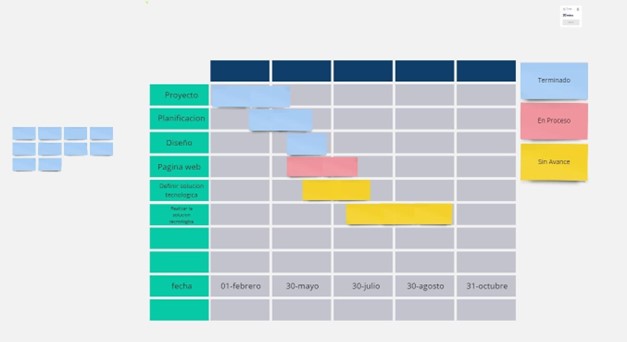 Proyecto
Terminado
Planificacion
En Proceso
Diseño
Pagina web
Sin Avance
Definir solucion
tecnologica
Realizar la
solucion
tecnologica
fecha
01-febrero
30-mayo
30-julio
30-agosto
31-octubre